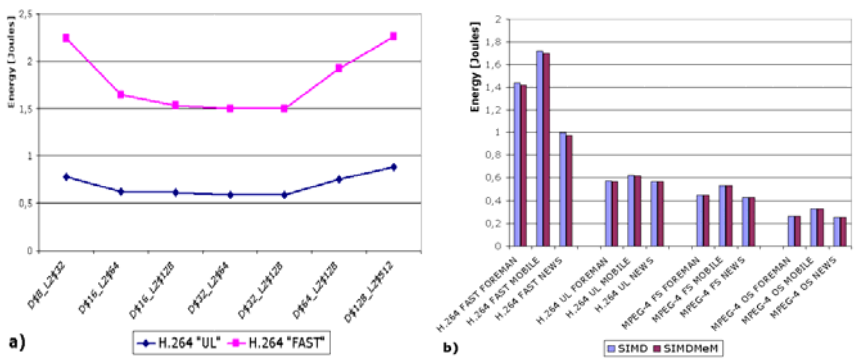 Energy [Joules]
2,5
2
1,5
1
0,5
0
D$8_L2$32
D$16_L2$64
D$16_L2$128
D$32_L2$64
D$32_L2$128
D$64_L2$128
D$128_L2$512
a)
H.264 "UL"
H.264 "FAST"
Energy [Joules]
2
1,8
1,6
1,4
1,2
1
0,8
0,6
0,4
0,2
0
H.264 FAST FOREMAN
H.264 FAST MOBILE
H.264 FAST NEWS
H.264 UL FOREMAN
H.264 UL MOBILE
H.264 UL NEWS
MPEG-4 FS FOREMAN
MPEG-4 FS MOBILE
MPEG-4 FS NEWS
MPEG-4 OS FOREMAN
MPEG-4 OS MOBILE
MPEG-4 OS NEWS
b)
SIMD
SIMDMeM